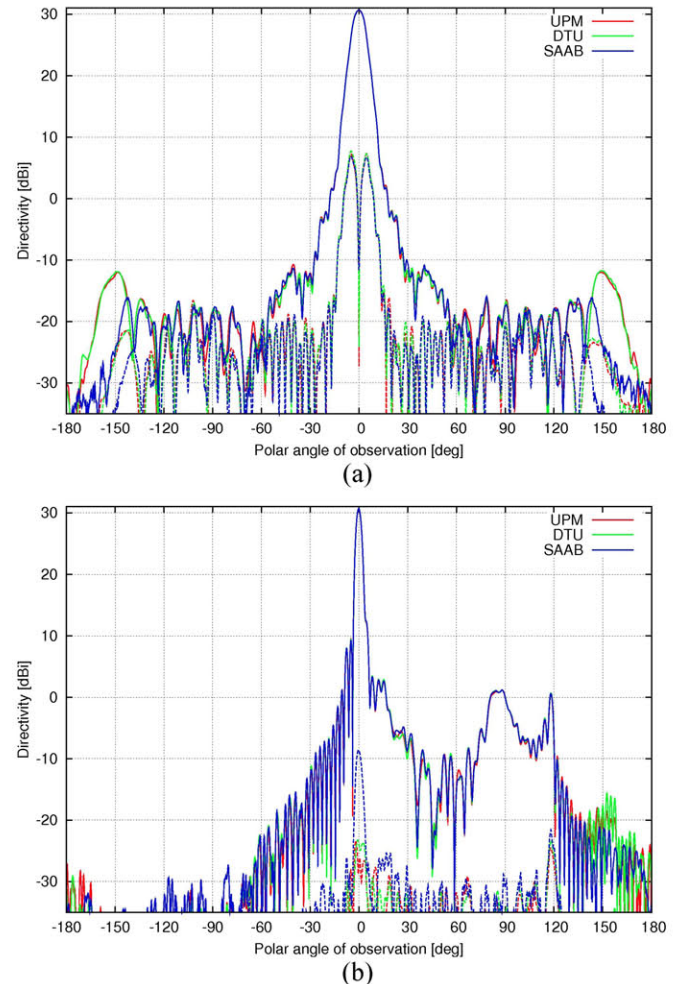 31
30
20
10
0
-10
-20
-30
Directivity [dBi]
UPM
DTU
SAAB
-180 -150 -120 -90 -60 -30 0 30 60 90 120 150 180
Polar angle of observation [deg]
(a)
30
20
10
0
-10
-20
-30
Directivity [dBi]
UPM
DTU
SAAB
-180 -150 -120 -90 -60 -30 0 30 60 90 120 150 180
Polar angle of observation [deg]
(b)